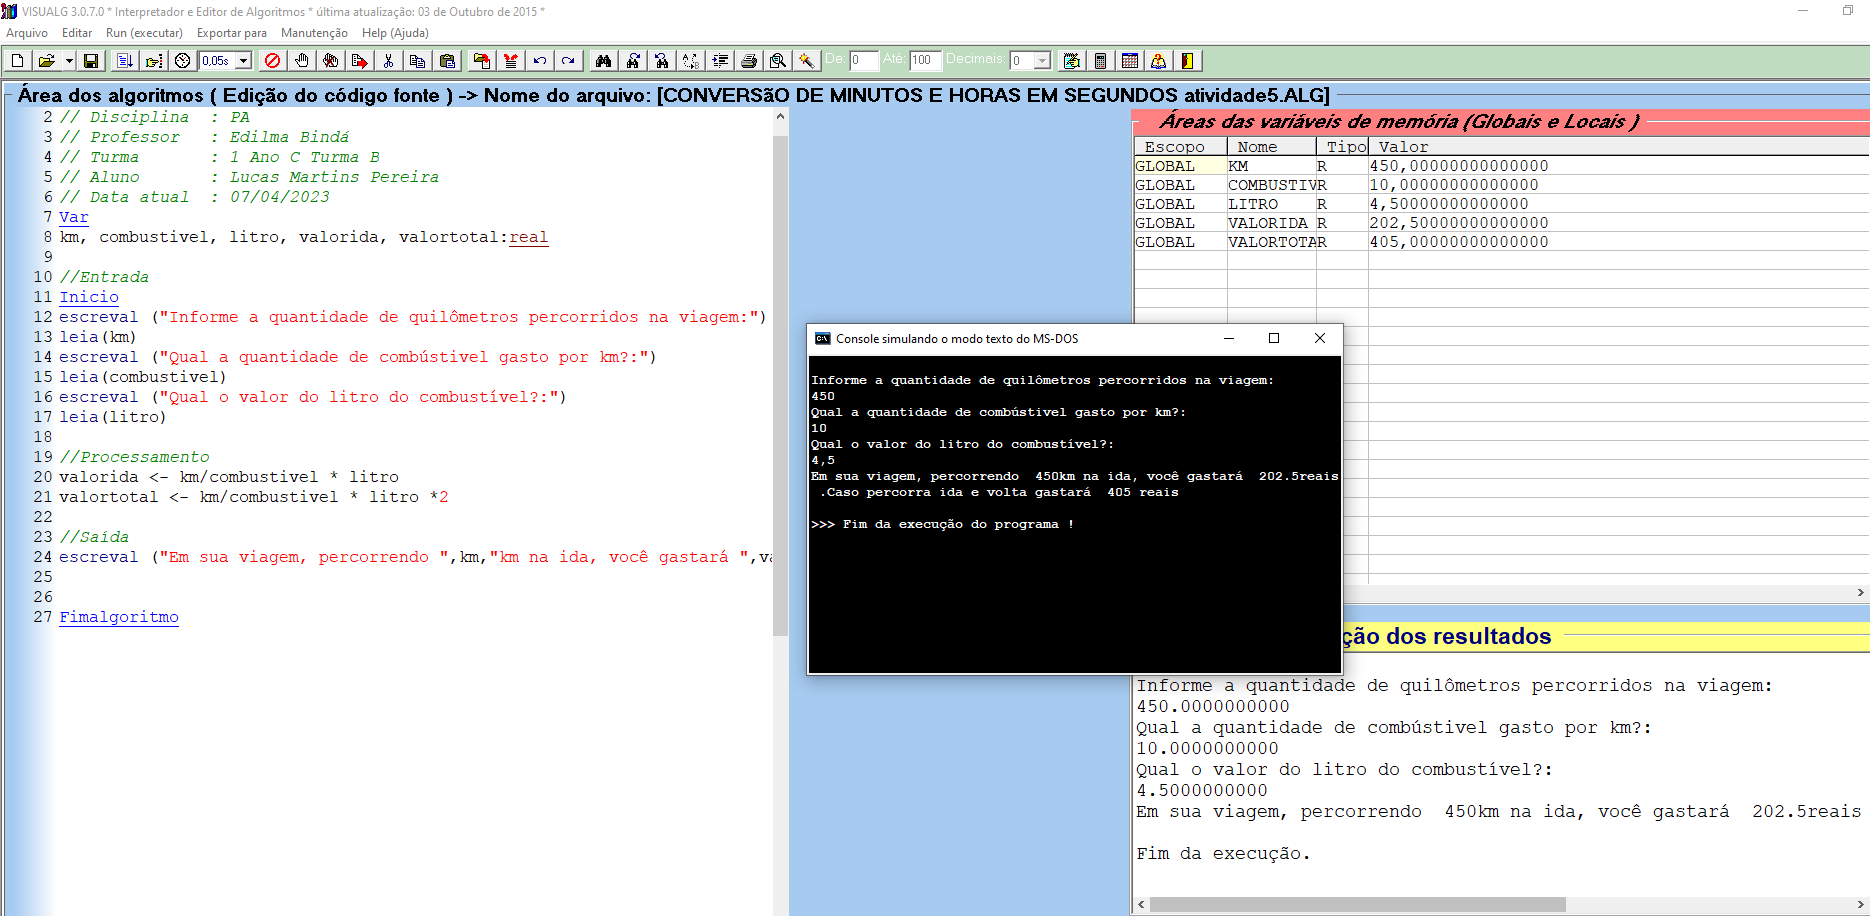 VISUALG 3.0.7.0 * Interpretador e Editor de Algoritmos * última atualização: 03 de Outubro de 2015 *
Arquivo Editar Run (executar) Exportar para Manutenção Help (Ajuda)
0,05s De: 0 Até: 100 Decimais: 0
Área dos algoritmos ( Edição do código fonte ) -> Nome do arquivo: [CONVERSãO DE MINUTOS E HORAS EM SEGUNDOS atividade5.ALG]
2 // Disciplina : PA
3 // Professor : Edilma Bindá
4 // Turma : 1 Ano C Turma B
5 // Aluno : Lucas Martins Pereira
6 // Data atual : 07/04/2023
7 Var
8 km, combustivel, litro, valorida, valortotal:real
9
10 //Entrada
11 Inicio
12 escreval ("Informe a quantidade de quilômetros percorridos na viagem:")
13 leia(km)
14 escreval ("Qual a quantidade de combústivel gasto por km?:")
15 leia(combustivel)
16 escreval ("Qual o valor do litro do combustível?:")
17 leia(litro)
18
19 //Processamento
20 valorida <- km/combustivel * litro
21 valortotal <- km/combustivel * litro *2
22
23 //Saída
24 escreval ("Em sua viagem, percorrendo ",km,"km na ida, você gastará ",va
25
26
27 Fimalgoritmo
Áreas das variáveis de memória (Globais e Locais )
Escopo Nome Tipo Valor
GLOBAL KM R 450,00000000000000
GLOBAL COMBUSTIV R 10,00000000000000
GLOBAL LITRO R 4,50000000000000
GLOBAL VALORIDA R 202,50000000000000
GLOBAL VALORTOTA R 405,00000000000000
Console simulando o modo texto do MS-DOS
Informe a quantidade de quilômetros percorridos na viagem:
450
Qual a quantidade de combústivel gasto por km?:
10
Qual o valor do litro do combustível?:
4,5
Em sua viagem, percorrendo  450km na ida, você gastará  202.5reais
.Caso percorra ida e volta gastará  405 reais
>>> Fim da execução do programa !
ção dos resultados
Informe a quantidade de quilômetros percorridos na viagem:
450.0000000000
Qual a quantidade de combústivel gasto por km?:
10.0000000000
Qual o valor do litro do combustível?:
4.5000000000
Em sua viagem, percorrendo  450km na ida, você gastará  202.5reais
Fim da execução.